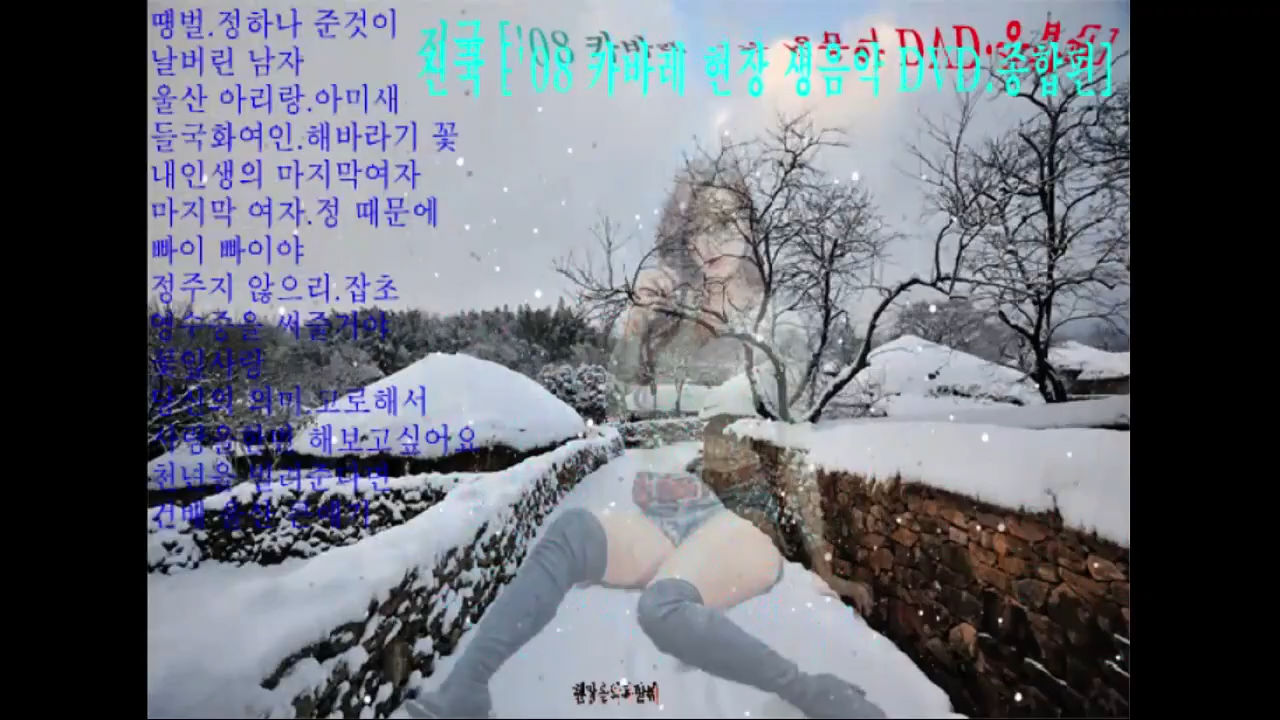 땡벌.정하나 준것이
날버린 남자
울산 아리랑.아미새
들국화여인.해바라기 꽃
내인생의 마지막여자
마지막 여자.정 때문에
빠이 빠이야
정주지 않으리.잡초
영수증을 써줄거야
당신의 의미.고로해서
사랑을한번 해보고싶어요
천년을 빌려준다면
진국 ['08 카바레 현장 생음악 DVD.종합편]